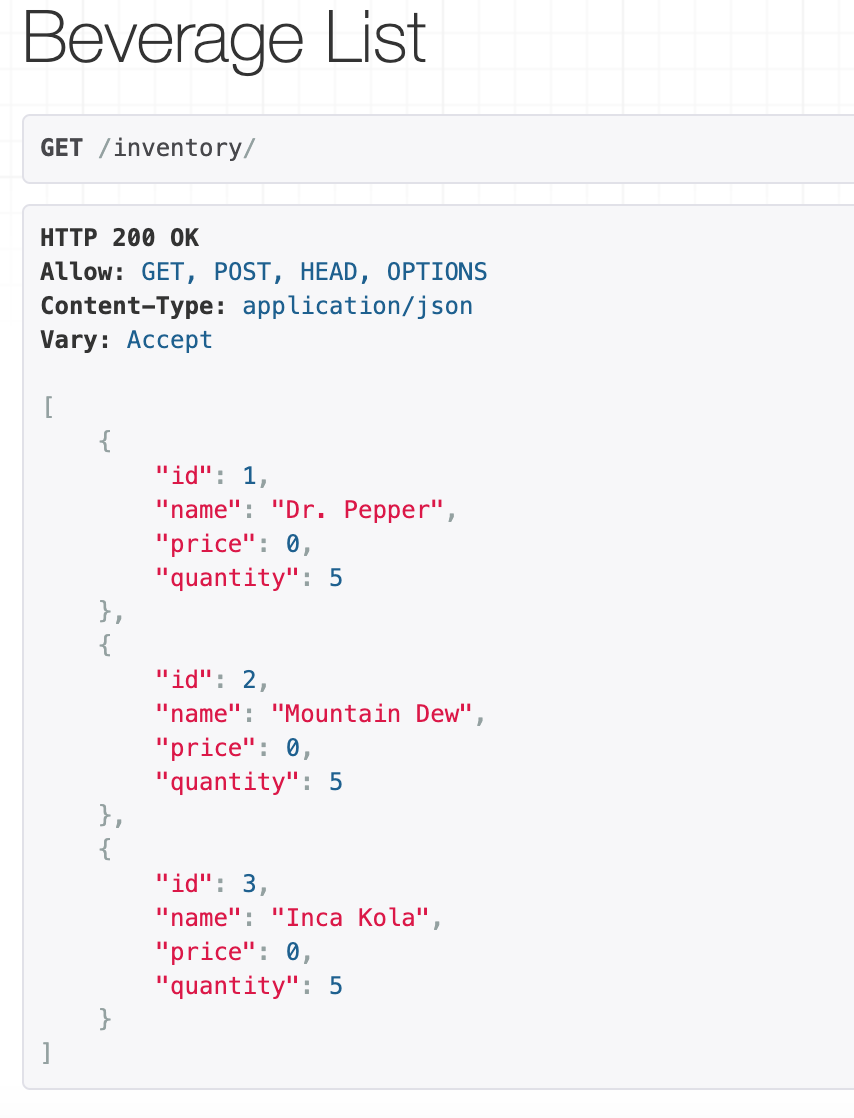 Beverage List
GET /inventory/
HTTP 200 OK
Allow: GET, POST, HEAD, OPTIONS
Content-Type: application/json
Vary: Accept
[
    {
        "id": 1,
        "name": "Dr. Pepper",
        "price": 0,
        "quantity": 5
    },
    {
        "id": 2,
        "name": "Mountain Dew",
        "price": 0,
        "quantity": 5
    },
    {
        "id": 3,
        "name": "Inca Kola",
        "price": 0,
        "quantity": 5
    }
]